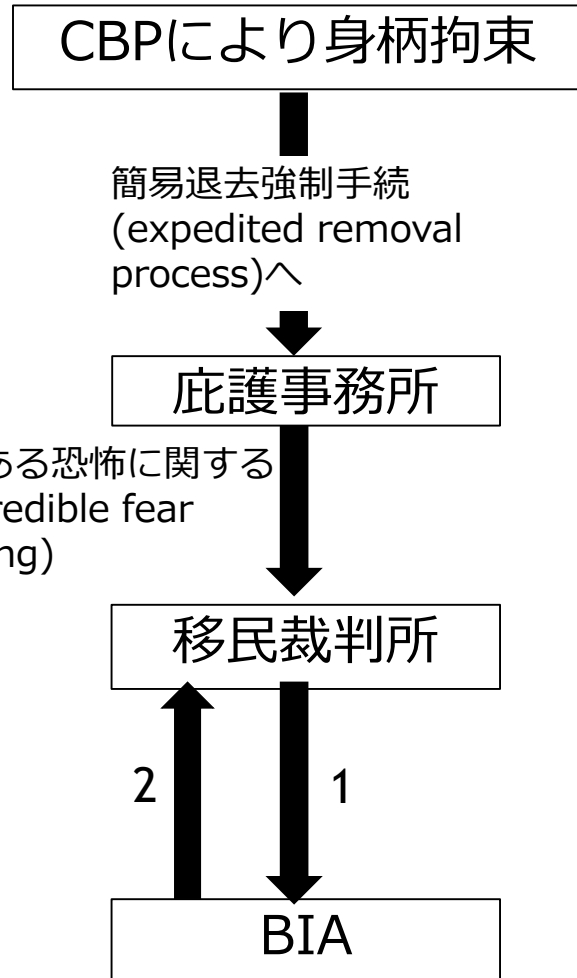 CBPにより身柄拘束
簡易退去強制手続
(expedited removal
process)へ
庇護事務所
ある恐怖に関する
redible fear
ng)
移民裁判所
2
1
BIA